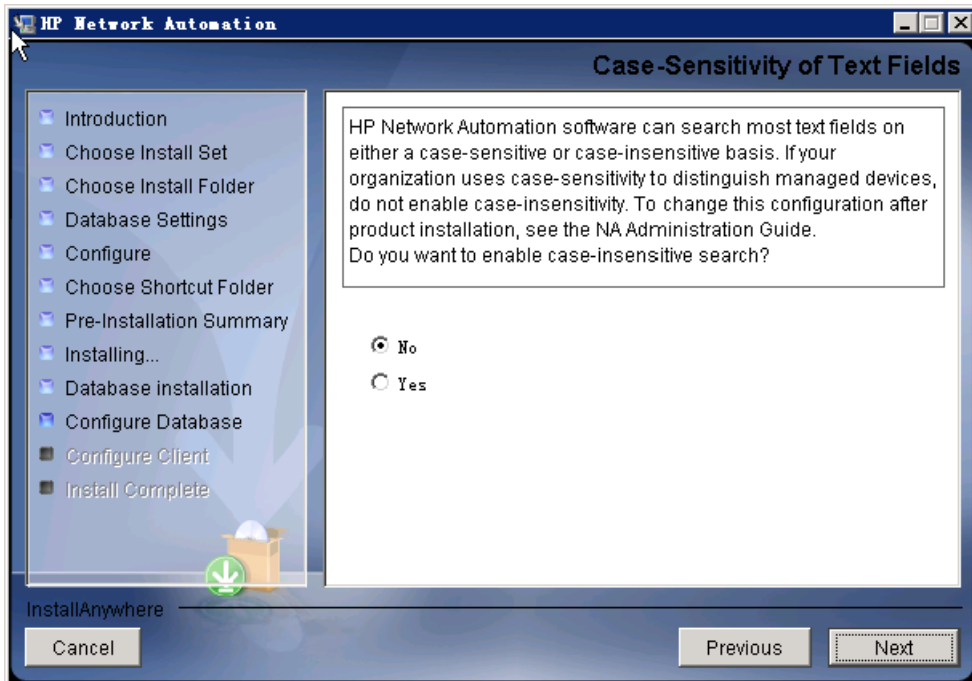 HP Network Automation
Case-Sensitivity of Text Fields
Introduction
Choose Install Set
Choose Install Folder
Database Settings
Configure
Choose Shortcut Folder
Pre-Installation Summary
Installing...
Database installation
Configure Database
Configure Client
Install Complete
HP Network Automation software can search most text fields on
either a case-sensitive or case-insensitive basis. If your
organization uses case-sensitivity to distinguish managed devices,
do not enable case-insensitivity. To change this configuration after
product installation, see the NA Administration Guide.
Do you want to enable case-insensitive search?
No
Yes
InstallAnywhere
Cancel
Previous
Next